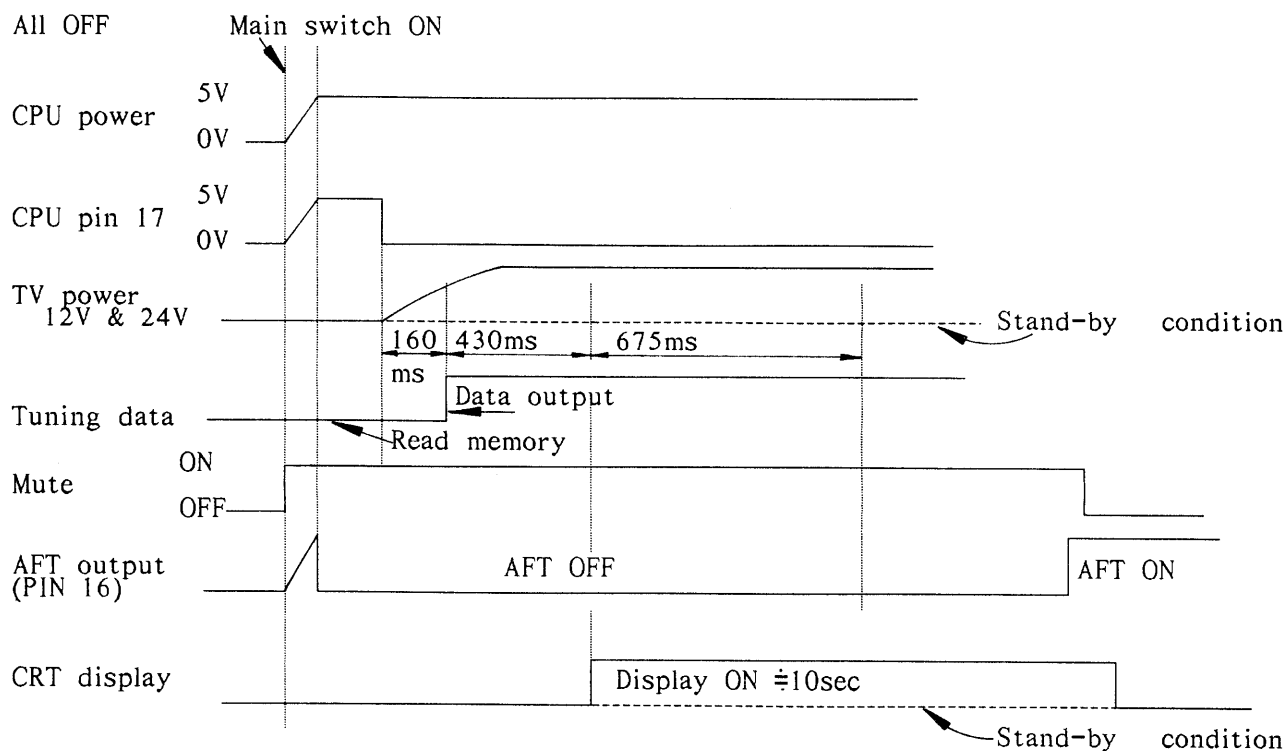 All OFF
Main switch ON
5V
CPU power
0V
5V
CPU pin 17
0V
TV power
12V & 24V
Stand-by condition
160 430ms 675ms
ms
Data output
Tuning data
Read memory
ON
Mute
OFF
AFT output
(PIN 16)
AFT OFF
AFT ON
CRT display
Display ON ≒10sec
Stand-by condition